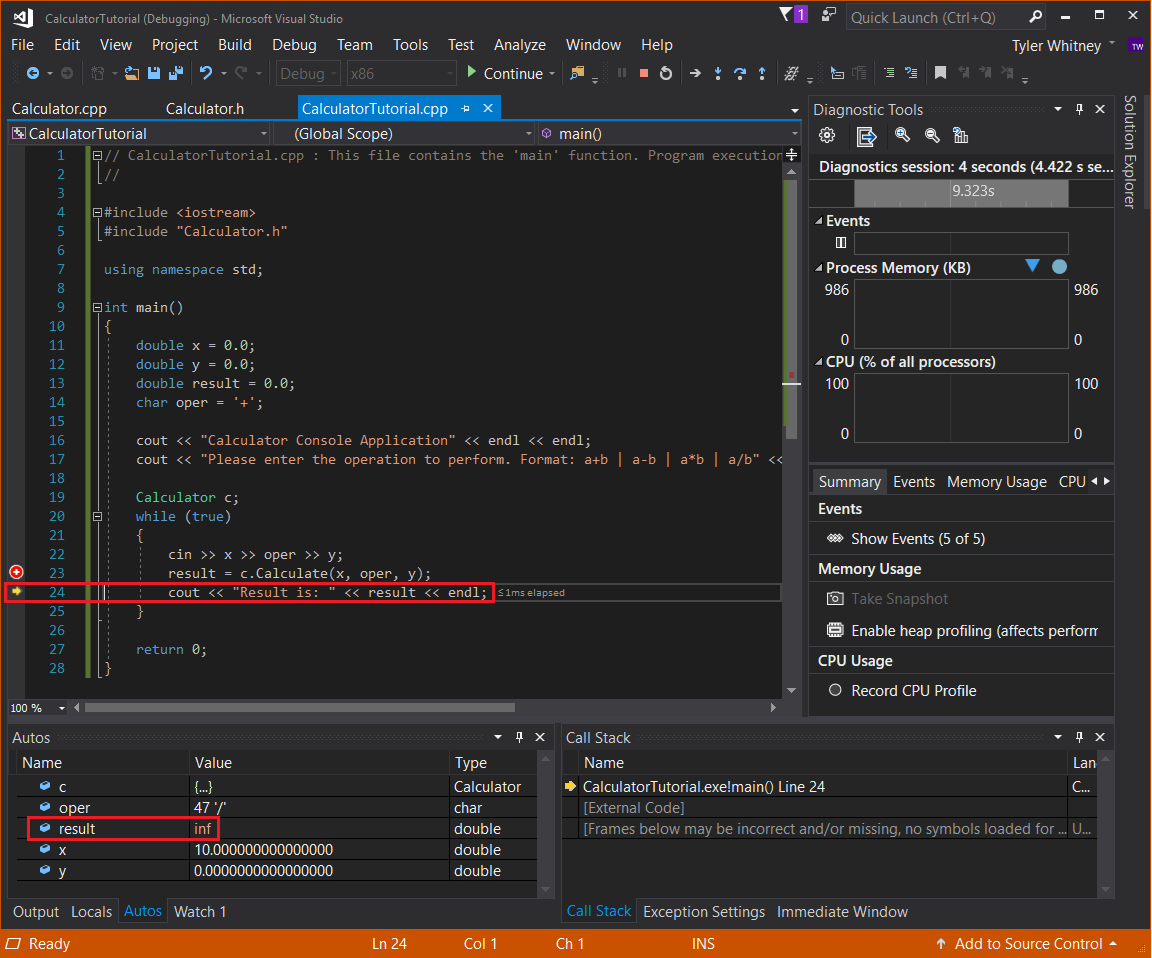 CalculatorTutorial (Debugging) - Microsoft Visual Studio
1
Quick Launch (Ctrl+Q)
File Edit View Project Build Debug Team Tools Test Analyze Window Help
Tyler Whitney
TW
Debug x86 Continue
Calculator.cpp Calculator.h CalculatorTutorial.cpp
CalculatorTutorial (Global Scope) main()
1 // CalculatorTutorial.cpp : This file contains the 'main' function. Program execution
2 //
3
4 #include <iostream>
5 #include "Calculator.h"
6
7 using namespace std;
8
9 int main()
10 {
11 double x = 0.0;
12 double y = 0.0;
13 double result = 0.0;
14 char oper = '+';
15
16 cout << "Calculator Console Application" << endl << endl;
17 cout << "Please enter the operation to perform. Format: a+b | a-b | a*b | a/b" <<
18
19 Calculator c;
20 while (true)
21 {
22 cin >> x >> oper >> y;
23 result = c.Calculate(x, oper, y);
24 cout << "Result is: " << result << endl; ≤1ms elapsed
25 }
26
27 return 0;
28 }
100 %
Diagnostic Tools
Diagnostics session: 4 seconds (4.422 s se...
9.323s
Events
Process Memory (KB)
986 986
0 0
CPU (% of all processors)
100 100
0 0
Summary Events Memory Usage CPU
Events
Show Events (5 of 5)
Memory Usage
Take Snapshot
Enable heap profiling (affects perform
CPU Usage
Record CPU Profile
Solution Explorer
Autos
Name Value Type
c {...} Calculator
oper 47 '/' char
result inf double
x 10.000000000000000 double
y 0.0000000000000000 double
Output Locals Autos Watch 1
Call Stack
Name Lan
CalculatorTutorial.exe!main() Line 24 C...
[External Code]
[Frames below may be incorrect and/or missing, no symbols loaded for ... U...
Call Stack Exception Settings Immediate Window
Ready Ln 24 Col 1 Ch 1 INS Add to Source Control